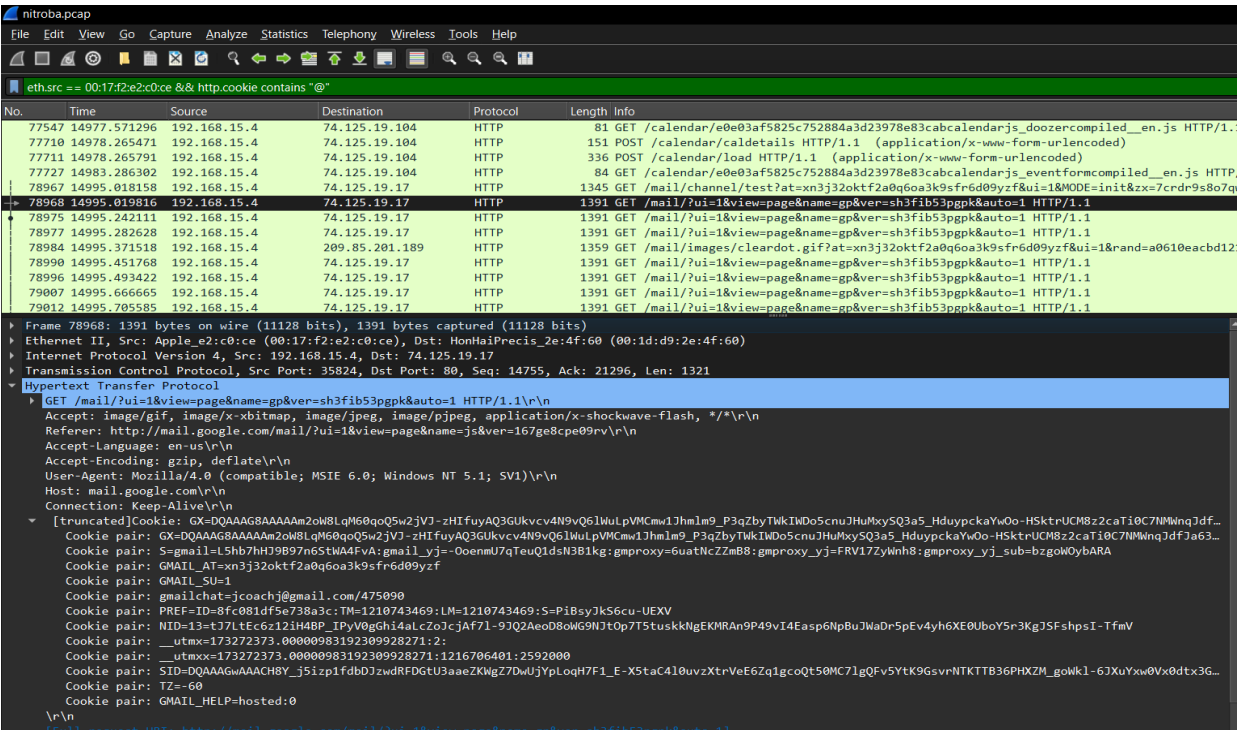 nitroba.pcap
File Edit View Go Capture Analyze Statistics Telephony Wireless Tools Help
eth.src == 00:17:f2:e2:c0:ce && http.cookie contains "@"
No. Time Source Destination Protocol Length Info
77547 14977.571296 192.168.15.4 74.125.19.104 HTTP 81 GET /calendar/e0e03af5825c752884a3d23978e83cabcalendarjs_doozercompiled__en.js HTTP/1.
77710 14978.265471 192.168.15.4 74.125.19.104 HTTP 151 POST /calendar/caldetails HTTP/1.1 (application/x-www-form-urlencoded)
77711 14978.265791 192.168.15.4 74.125.19.104 HTTP 336 POST /calendar/load HTTP/1.1 (application/x-www-form-urlencoded)
77727 14983.286302 192.168.15.4 74.125.19.104 HTTP 84 GET /calendar/e0e03af5825c752884a3d23978e83cabcalendarjs_eventformcompiled__en.js HTTP
78967 14995.018158 192.168.15.4 74.125.19.17 HTTP 1345 GET /mail/channel/test?at=xn3j32oktf2a0q6oa3k9sfr6d09yzf&ui=1&MODE=init&zx=7crdr9s8o7q
78968 14995.019816 192.168.15.4 74.125.19.17 HTTP 1391 GET /mail/?ui=1&view=page&name=gp&ver=sh3fib53pgpk&auto=1 HTTP/1.1
78975 14995.242111 192.168.15.4 74.125.19.17 HTTP 1391 GET /mail/?ui=1&view=page&name=gp&ver=sh3fib53pgpk&auto=1 HTTP/1.1
78977 14995.282628 192.168.15.4 74.125.19.17 HTTP 1391 GET /mail/?ui=1&view=page&name=gp&ver=sh3fib53pgpk&auto=1 HTTP/1.1
78984 14995.371518 192.168.15.4 209.85.201.189 HTTP 1359 GET /mail/images/cleardot.gif?at=xn3j32oktf2a0q6oa3k9sfr6d09yzf&ui=1&rand=a0610eacbd12
78990 14995.451768 192.168.15.4 74.125.19.17 HTTP 1391 GET /mail/?ui=1&view=page&name=gp&ver=sh3fib53pgpk&auto=1 HTTP/1.1
78996 14995.493422 192.168.15.4 74.125.19.17 HTTP 1391 GET /mail/?ui=1&view=page&name=gp&ver=sh3fib53pgpk&auto=1 HTTP/1.1
79007 14995.666665 192.168.15.4 74.125.19.17 HTTP 1391 GET /mail/?ui=1&view=page&name=gp&ver=sh3fib53pgpk&auto=1 HTTP/1.1
79012 14995.705585 192.168.15.4 74.125.19.17 HTTP 1391 GET /mail/?ui=1&view=page&name=gp&ver=sh3fib53pgpk&auto=1 HTTP/1.1
Frame 78968: 1391 bytes on wire (11128 bits), 1391 bytes captured (11128 bits)
Ethernet II, Src: Apple_e2:c0:ce (00:17:f2:e2:c0:ce), Dst: HonHaiPrecis_2e:4f:60 (00:1d:d9:2e:4f:60)
Internet Protocol Version 4, Src: 192.168.15.4, Dst: 74.125.19.17
Transmission Control Protocol, Src Port: 35824, Dst Port: 80, Seq: 14755, Ack: 21296, Len: 1321
Hypertext Transfer Protocol
GET /mail/?ui=1&view=page&name=gp&ver=sh3fib53pgpk&auto=1 HTTP/1.1\r\n
Accept: image/gif, image/x-xbitmap, image/jpeg, image/pjpeg, application/x-shockwave-flash, */*\r\n
Referer: http://mail.google.com/mail/?ui=1&view=page&name=js&ver=167ge8cpe09rv\r\n
Accept-Language: en-us\r\n
Accept-Encoding: gzip, deflate\r\n
User-Agent: Mozilla/4.0 (compatible; MSIE 6.0; Windows NT 5.1; SV1)\r\n
Host: mail.google.com\r\n
Connection: Keep-Alive\r\n
[truncated]Cookie: GX=DQAAAG8AAAAAm2oW8LqM60qoQ5w2jVJ-zHIfuyAQ3GUkvcv4N9vQ6lWuLpVMCmw1Jhmlm9_P3qZbyTWkIWDo5cnuJHuMxySQ3a5_HduypckaYwOo-HSktrUCM8z2caTi0C7NMWnqJdf…
Cookie pair: GX=DQAAAG8AAAAAm2oW8LqM60qoQ5w2jVJ-zHIfuyAQ3GUkvcv4N9vQ6lWuLpVMCmw1Jhmlm9_P3qZbyTWkIWDo5cnuJHuMxySQ3a5_HduypckaYwOo-HSktrUCM8z2caTi0C7NMWnqJdfJa63…
Cookie pair: S=gmail=L5hb7hHJ9B97n6StWA4FvA:gmail_yj=-OoenmU7qTeuQ1dsN3B1kg:gmproxy=6uatNcZZmB8:gmproxy_yj=FRV17ZyWnh8:gmproxy_yj_sub=bzgoWOybARA
Cookie pair: GMAIL_AT=xn3j32oktf2a0q6oa3k9sfr6d09yzf
Cookie pair: GMAIL_SU=1
Cookie pair: gmailchat=jcoachj@gmail.com/475090
Cookie pair: PREF=ID=8fc081df5e738a3c:TM=1210743469:LM=1210743469:S=PiBsyJkS6cu-UEXV
Cookie pair: NID=13=tJ7LtEc6z12iH4BP_IPyV0gGhi4aLcZoJcjAf7l-9JQ2AeoD8oWG9NJtOp7T5tuskkNgEKMRAn9P49vI4Easp6NpBuJWaDr5pEv4yh6XE0UboY5r3KgJSFshpsI-TfmV
Cookie pair: __utmx=173272373.00000983192309928271:2:
Cookie pair: __utmxx=173272373.00000983192309928271:1216706401:2592000
Cookie pair: SID=DQAAAGwAAACH8Y_j5izp1fdbDJzwdRFDGtU3aaeZKWgZ7DwUjYpLoqH7F1_E-X5taC4l0uvzXtrVeE6Zq1gcoQt50MC7lgQFv5YtK9GsvrNTKTTB36PHXZM_goWkl-6JXuYxw0Vx0dtx3G…
Cookie pair: TZ=-60
Cookie pair: GMAIL_HELP=hosted:0
\r\n